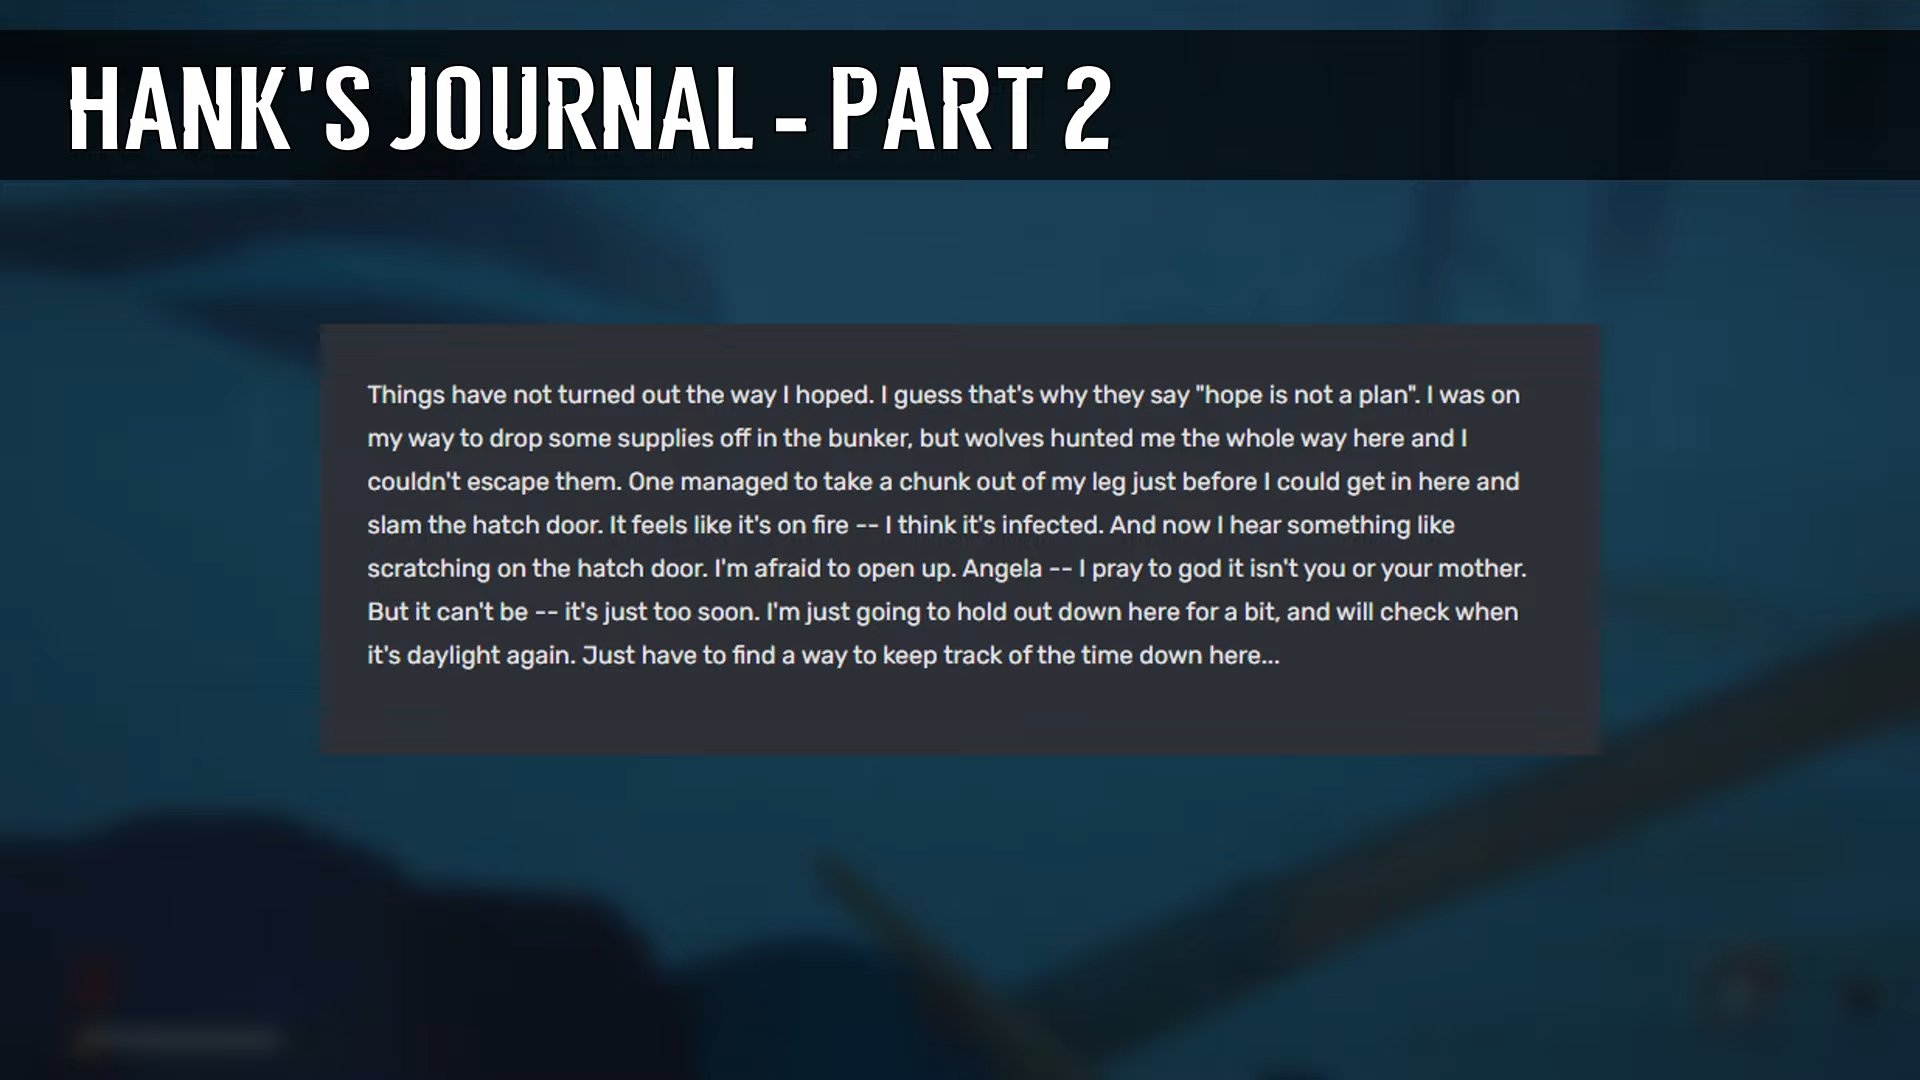 HANK'S JOURNAL - PART 2
Things have not turned out the way I hoped. I guess that's why they say "hope is not a plan". I was on
my way to drop some supplies off in the bunker, but wolves hunted me the whole way here and I
couldn't escape them. One managed to take a chunk out of my leg just before I could get in here and
slam the hatch door. It feels like it's on fire -- I think it's infected. And now I hear something like
scratching on the hatch door. I'm afraid to open up. Angela -- I pray to god it isn't you or your mother.
But it can't be -- it's just too soon. I'm just going to hold out down here for a bit, and will check when
it's daylight again. Just have to find a way to keep track of the time down here...